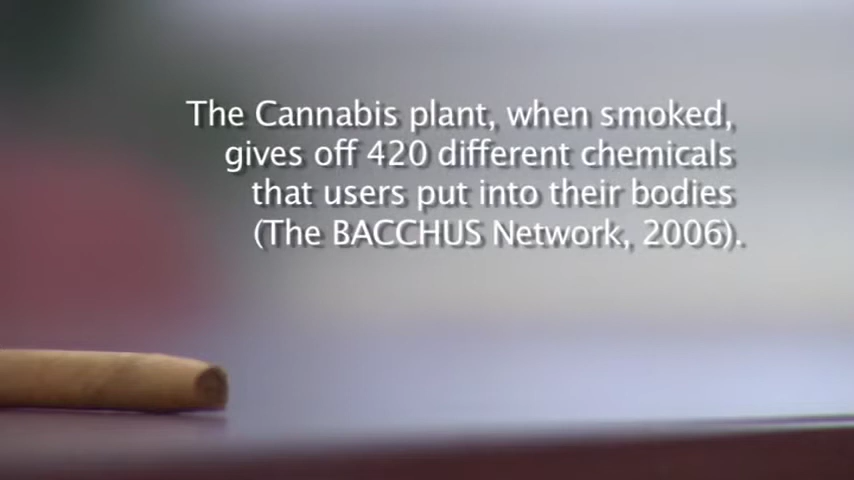 The Cannabis plant, when smoked,
gives off 420 different chemicals
that users put into their bodies
(The BACCHUS Network, 2006).